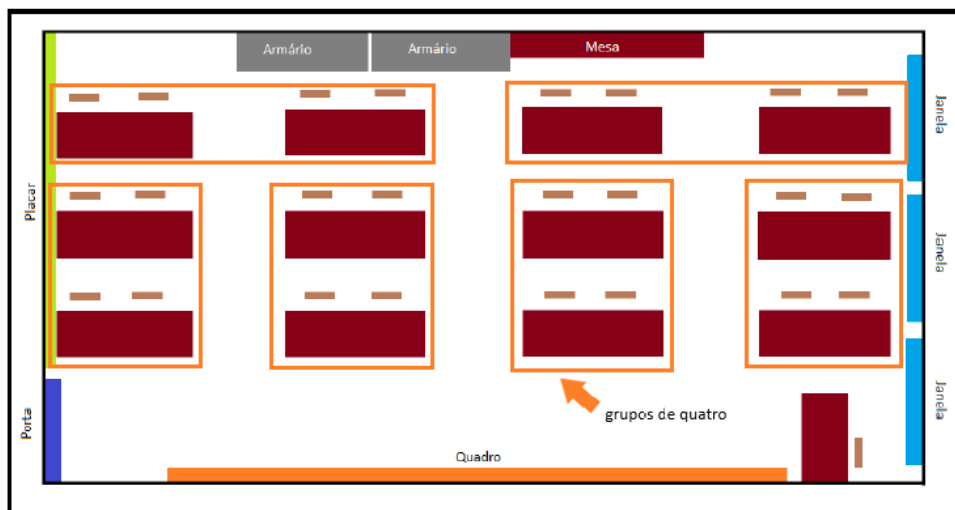 Armário
Armário
Mesa
Janela
Placar
Janela
Janela
Porta
grupos de quatro
Quadro